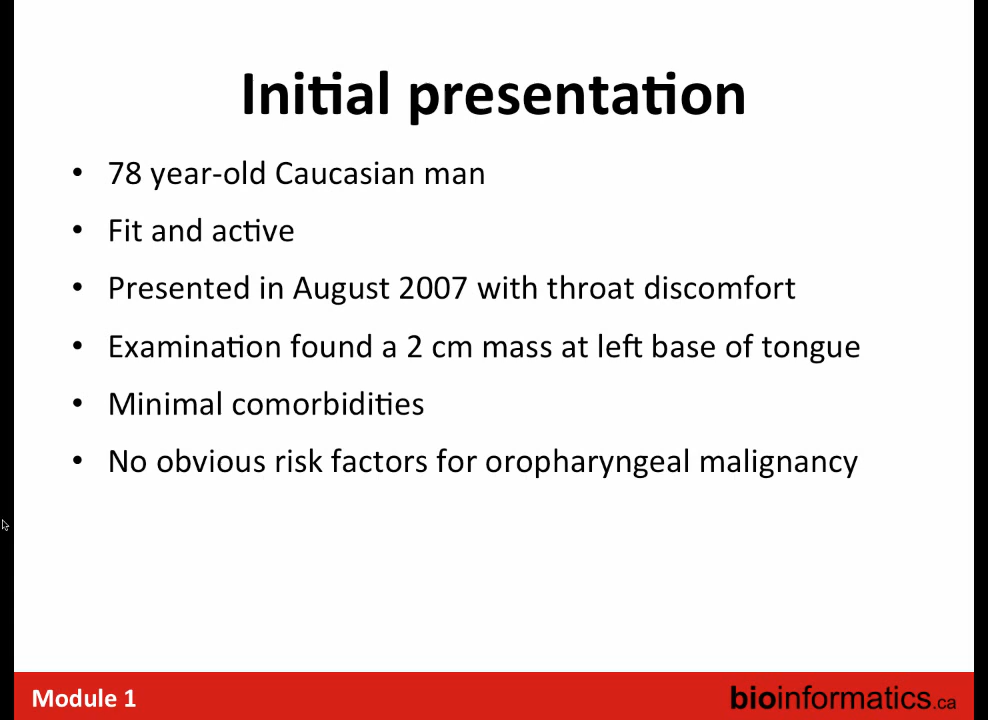 Initial presentation
• 78 year-old Caucasian man
• Fit and active
• Presented in August 2007 with throat discomfort
• Examination found a 2 cm mass at left base of tongue
• Minimal comorbidities
• No obvious risk factors for oropharyngeal malignancy
Module 1
bioinformatics.ca